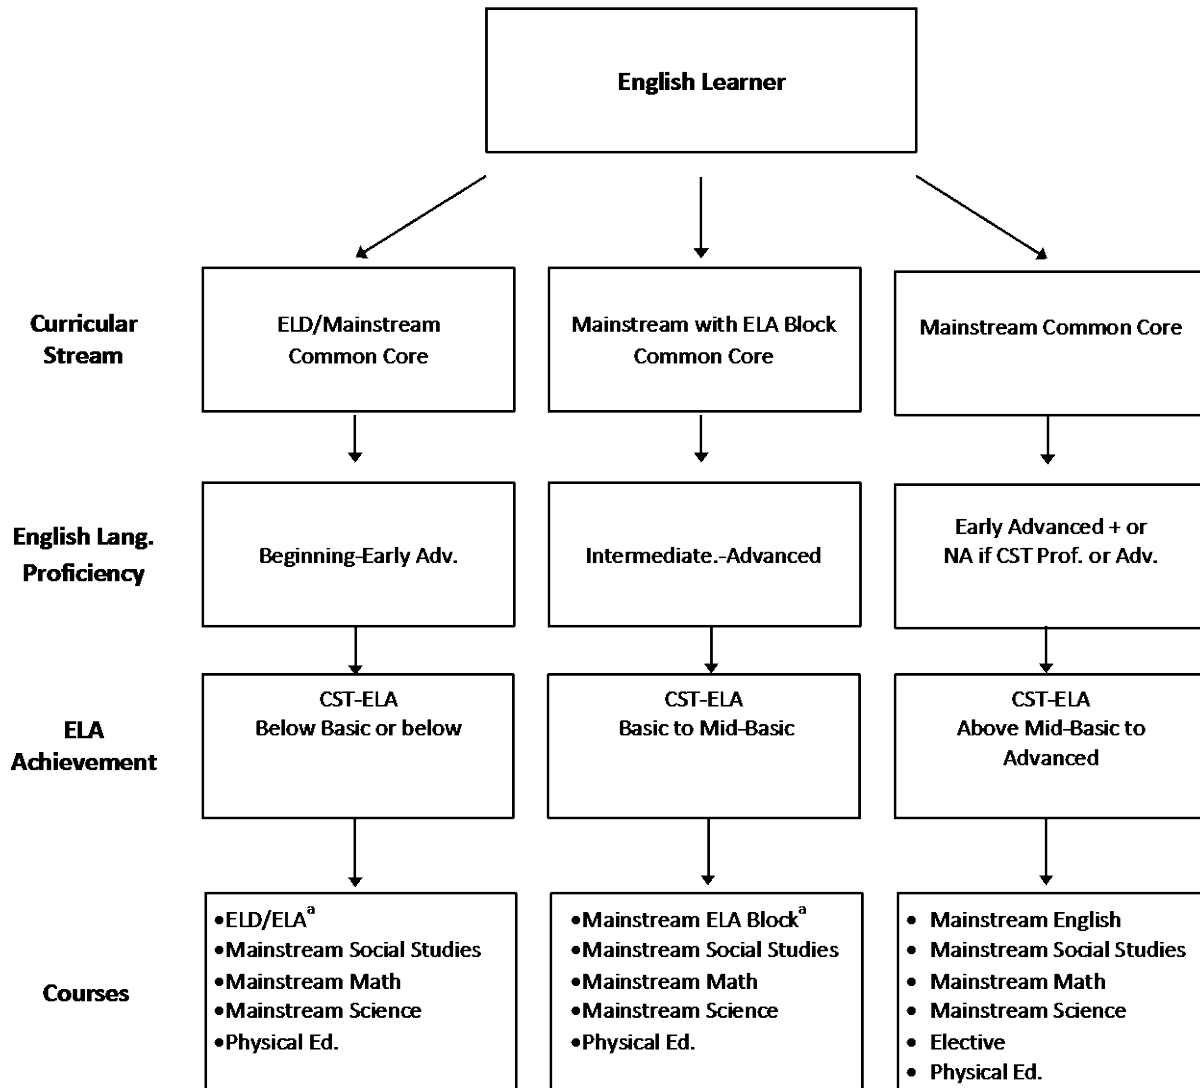 English Learner
Curricular
Stream
ELD/Mainstream
Common Core
Mainstream with ELA Block
Common Core
Mainstream Common Core
English Lang.
Proficiency
Beginning-Early Adv.
Intermediate.-Advanced
Early Advanced + or
NA if CST Prof. or Adv.
ELA
Achievement
CST-ELA
Below Basic or below
CST-ELA
Basic to Mid-Basic
CST-ELA
Above Mid-Basic to
Advanced
Courses
•ELD/ELAᵃ
•Mainstream Social Studies
•Mainstream Math
•Mainstream Science
•Physical Ed.
•Mainstream ELA Blockᵃ
•Mainstream Social Studies
•Mainstream Math
•Mainstream Science
•Physical Ed.
• Mainstream English
• Mainstream Social Studies
• Mainstream Math
• Mainstream Science
• Elective
• Physical Ed.